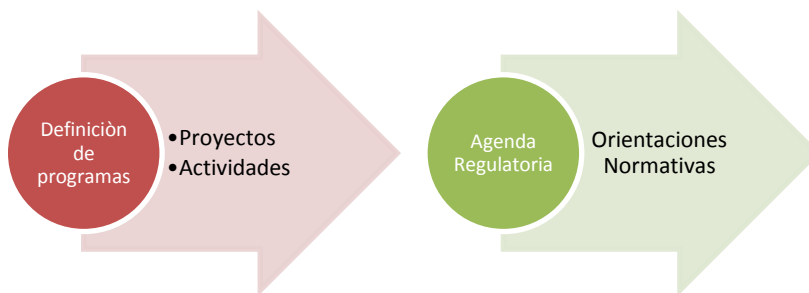 Definiciòn
de
programas
•Proyectos
•Actividades
Agenda
Regulatoria
Orientaciones
Normativas